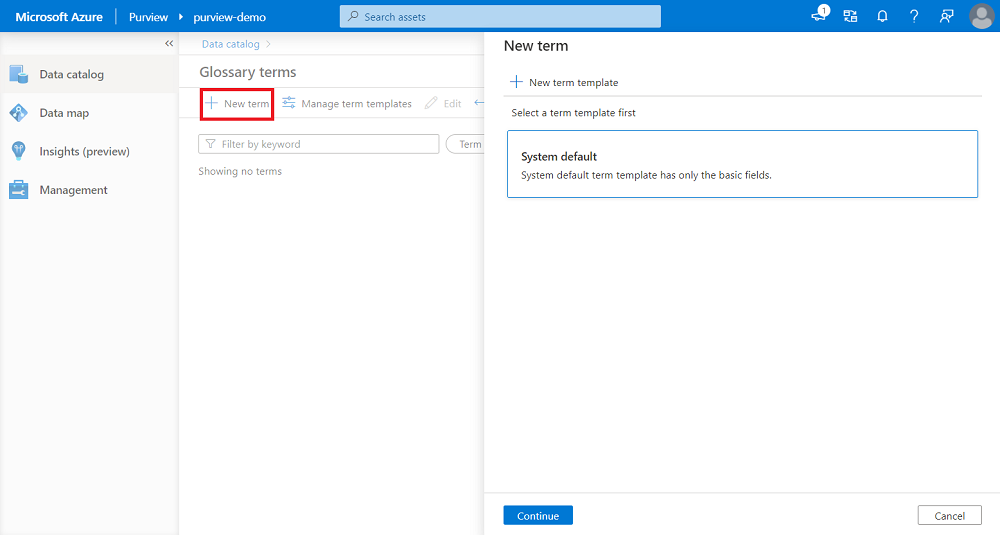 Microsoft Azure Purview purview-demo Search assets 1
Data catalog
Data map
Insights (preview)
Management
Data catalog
Glossary terms
New term Manage term templates Edit
Filter by keyword Term
Showing no terms
New term
New term template
Select a term template first
System default
System default term template has only the basic fields.
Continue Cancel